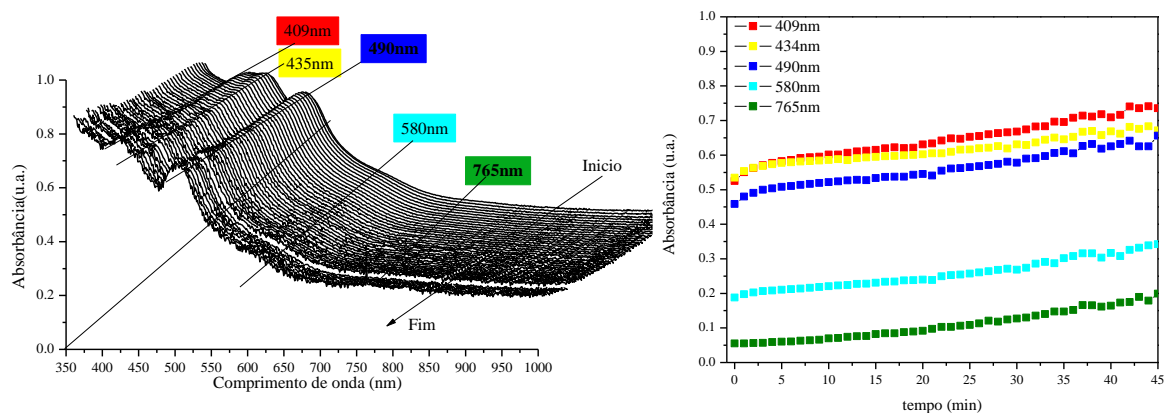 409nm
435nm
490nm
580nm
765nm
Inicio
Fim
1.0
0.8
0.6
0.4
0.2
0.0
Absorbância(u.a.)
350 400 450 500 550 600 650 700 750 800 850 900 950 1000
Comprimento de onda (nm)
409nm
434nm
490nm
580nm
765nm
1.0
0.9
0.8
0.7
0.6
0.5
0.4
0.3
0.2
0.1
0.0
Absorbância (u.a.)
0 5 10 15 20 25 30 35 40 45
tempo (min)